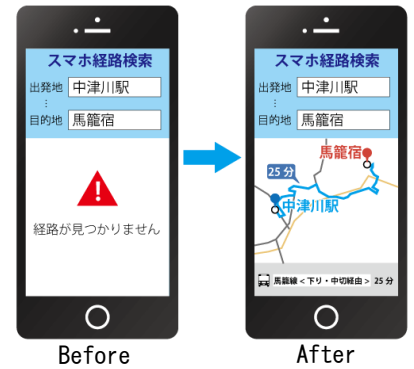 スマホ経路検索
出発地 中津川駅
⋮
目的地 馬籠宿
経路が見つかりません
Before
スマホ経路検索
出発地 中津川駅
⋮
目的地 馬籠宿
馬籠宿
25 分
中津川駅
馬籠線 < 下り・中切経由 > 25 分
After